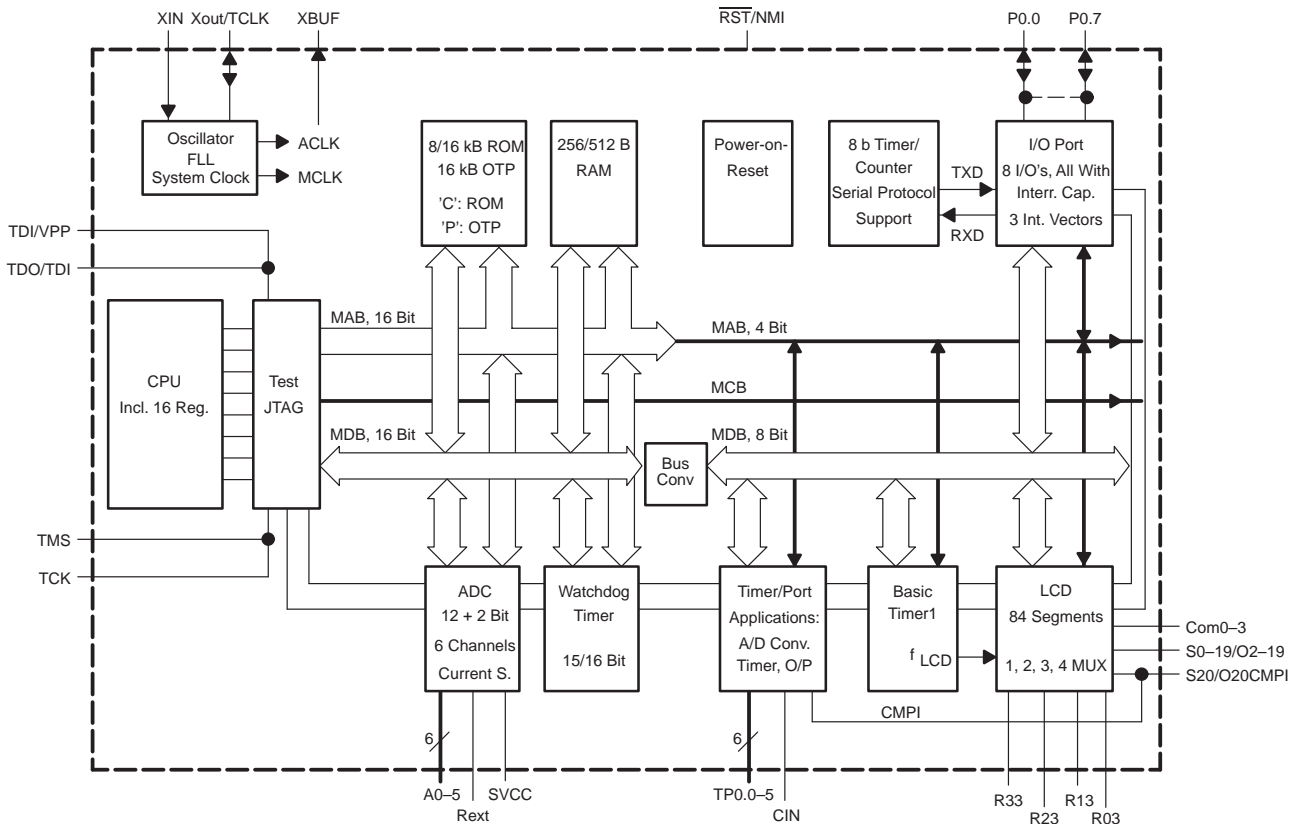 XIN
Xout/TCLK
XBUF
RST/NMI
P0.0
P0.7
Oscillator
FLL
System Clock
ACLK
MCLK
8/16 kB ROM
16 kB OTP
'C': ROM
'P': OTP
256/512 B
RAM
Power-on-
Reset
8 b Timer/
Counter
Serial Protocol
Support
TXD
RXD
I/O Port
8 I/O's, All With
Interr. Cap.
3 Int. Vectors
TDI/VPP
TDO/TDI
CPU
Incl. 16 Reg.
Test
JTAG
MAB, 16 Bit
MAB, 4 Bit
MCB
MDB, 16 Bit
MDB, 8 Bit
Bus
Conv
TMS
TCK
ADC
12 + 2 Bit
6 Channels
Current S.
Watchdog
Timer
15/16 Bit
Timer/Port
Applications:
A/D Conv.
Timer, O/P
Basic
Timer1
f LCD
LCD
84 Segments
1, 2, 3, 4 MUX
Com0–3
S0–19/O2–19
S20/O20CMPI
CMPI
6
6
A0–5
Rext
SVCC
TP0.0–5
CIN
R33
R23
R13
R03